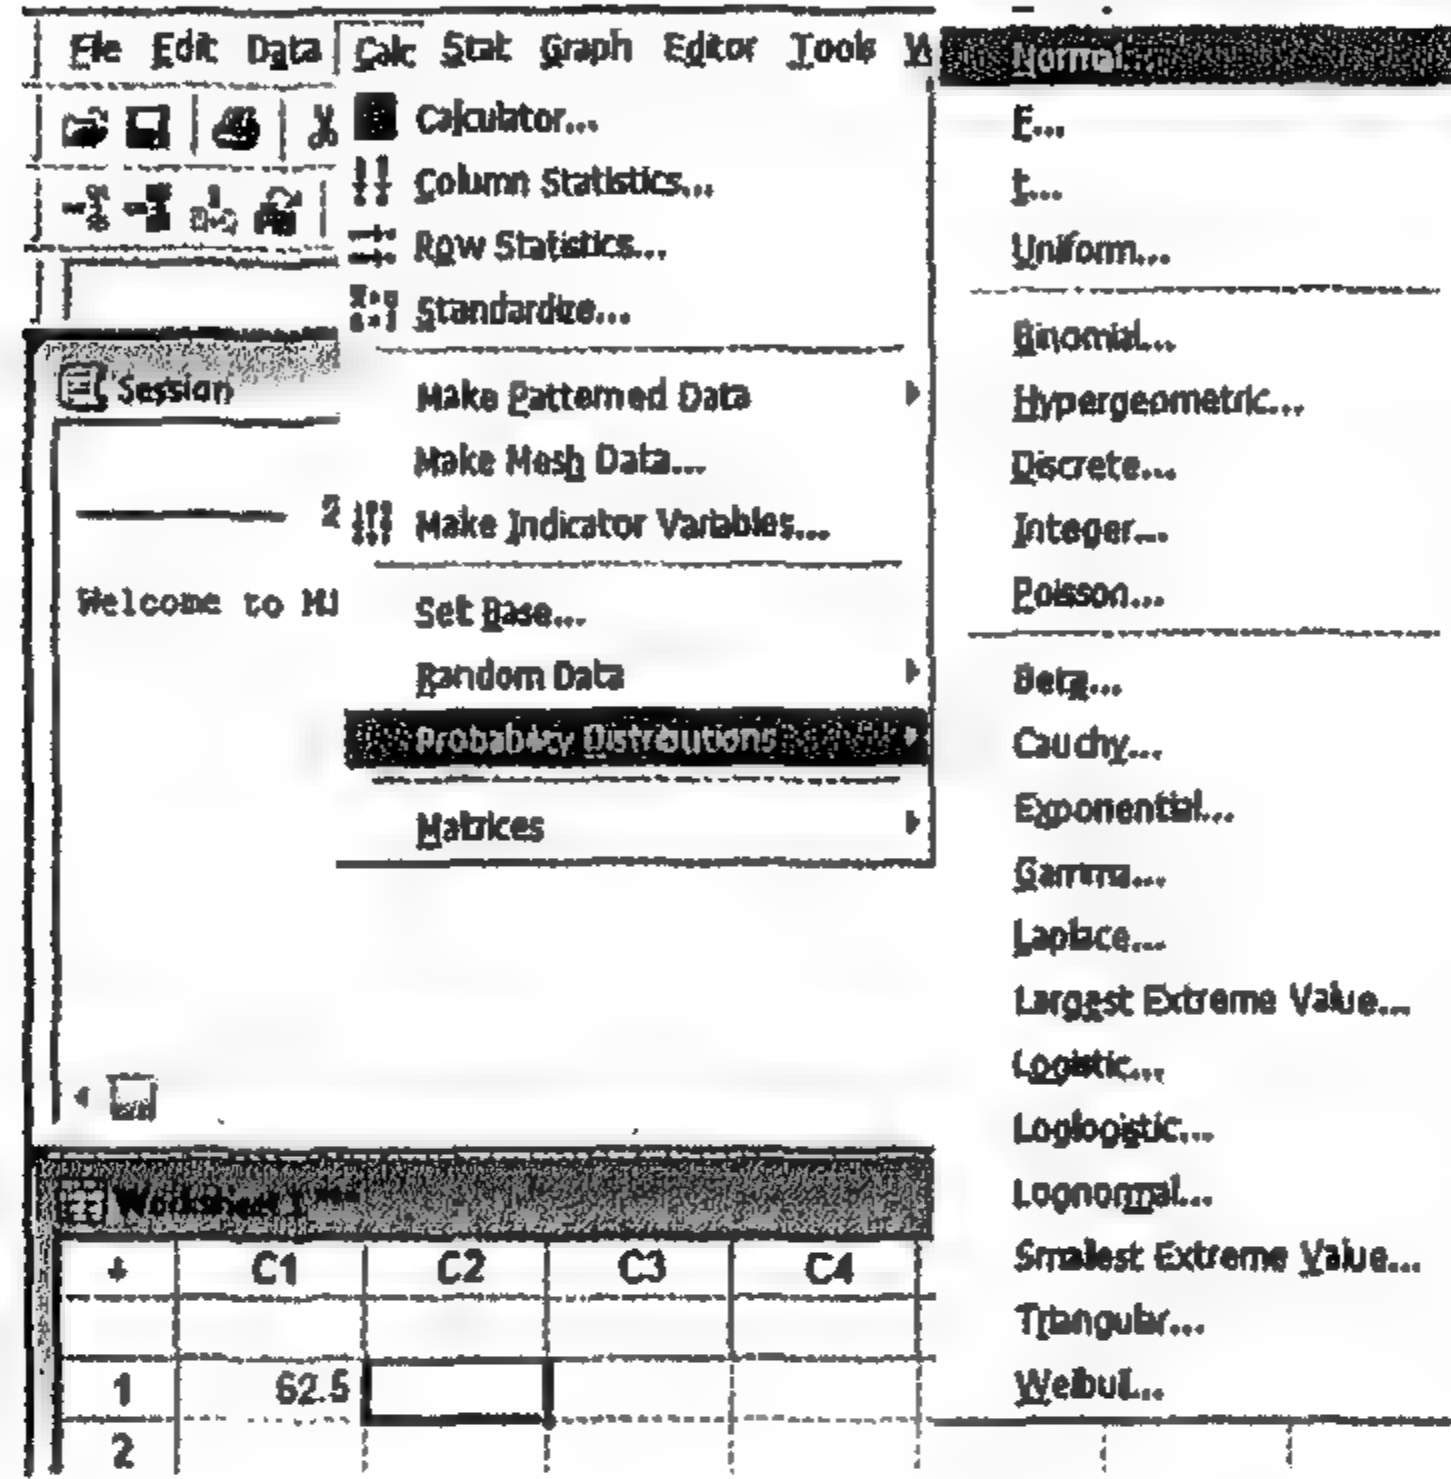 File Edit Data Calc Stat Graph Editor Tools
Calculator...
Column Statistics...
Row Statistics...
Standardize...
Make Patterned Data
Make Mesh Data...
Make Indicator Variables...
Set Base...
Random Data
Probability Distributions
Matrices
Normal...
F...
t...
Uniform...
Binomial...
Hypergeometric...
Discrete...
Integer...
Poisson...
Beta...
Cauchy...
Exponential...
Gamma...
Laplace...
Largest Extreme Value...
Logistic...
Loglogistic...
Lognormal...
Smallest Extreme Value...
Triangular...
Weibull...
Session
2
Welcome to MI
Worksheet 1 ***
C1 C2 C3 C4
1 62.5
2